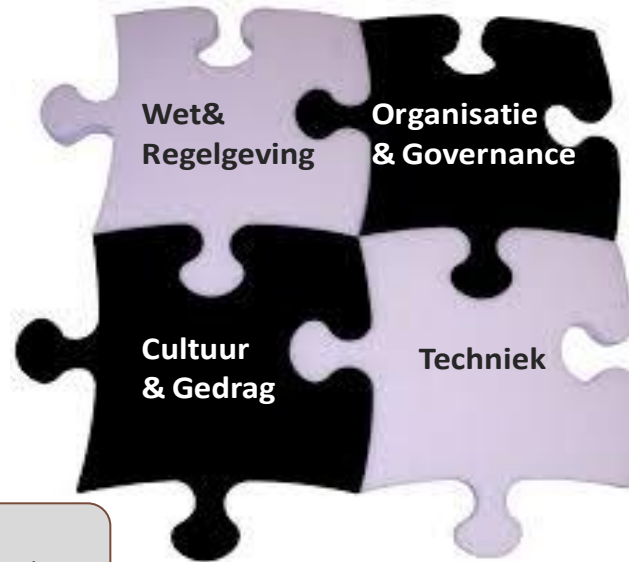 Wet&
Regelgeving
Organisatie
& Governance
Cultuur
& Gedrag
Techniek